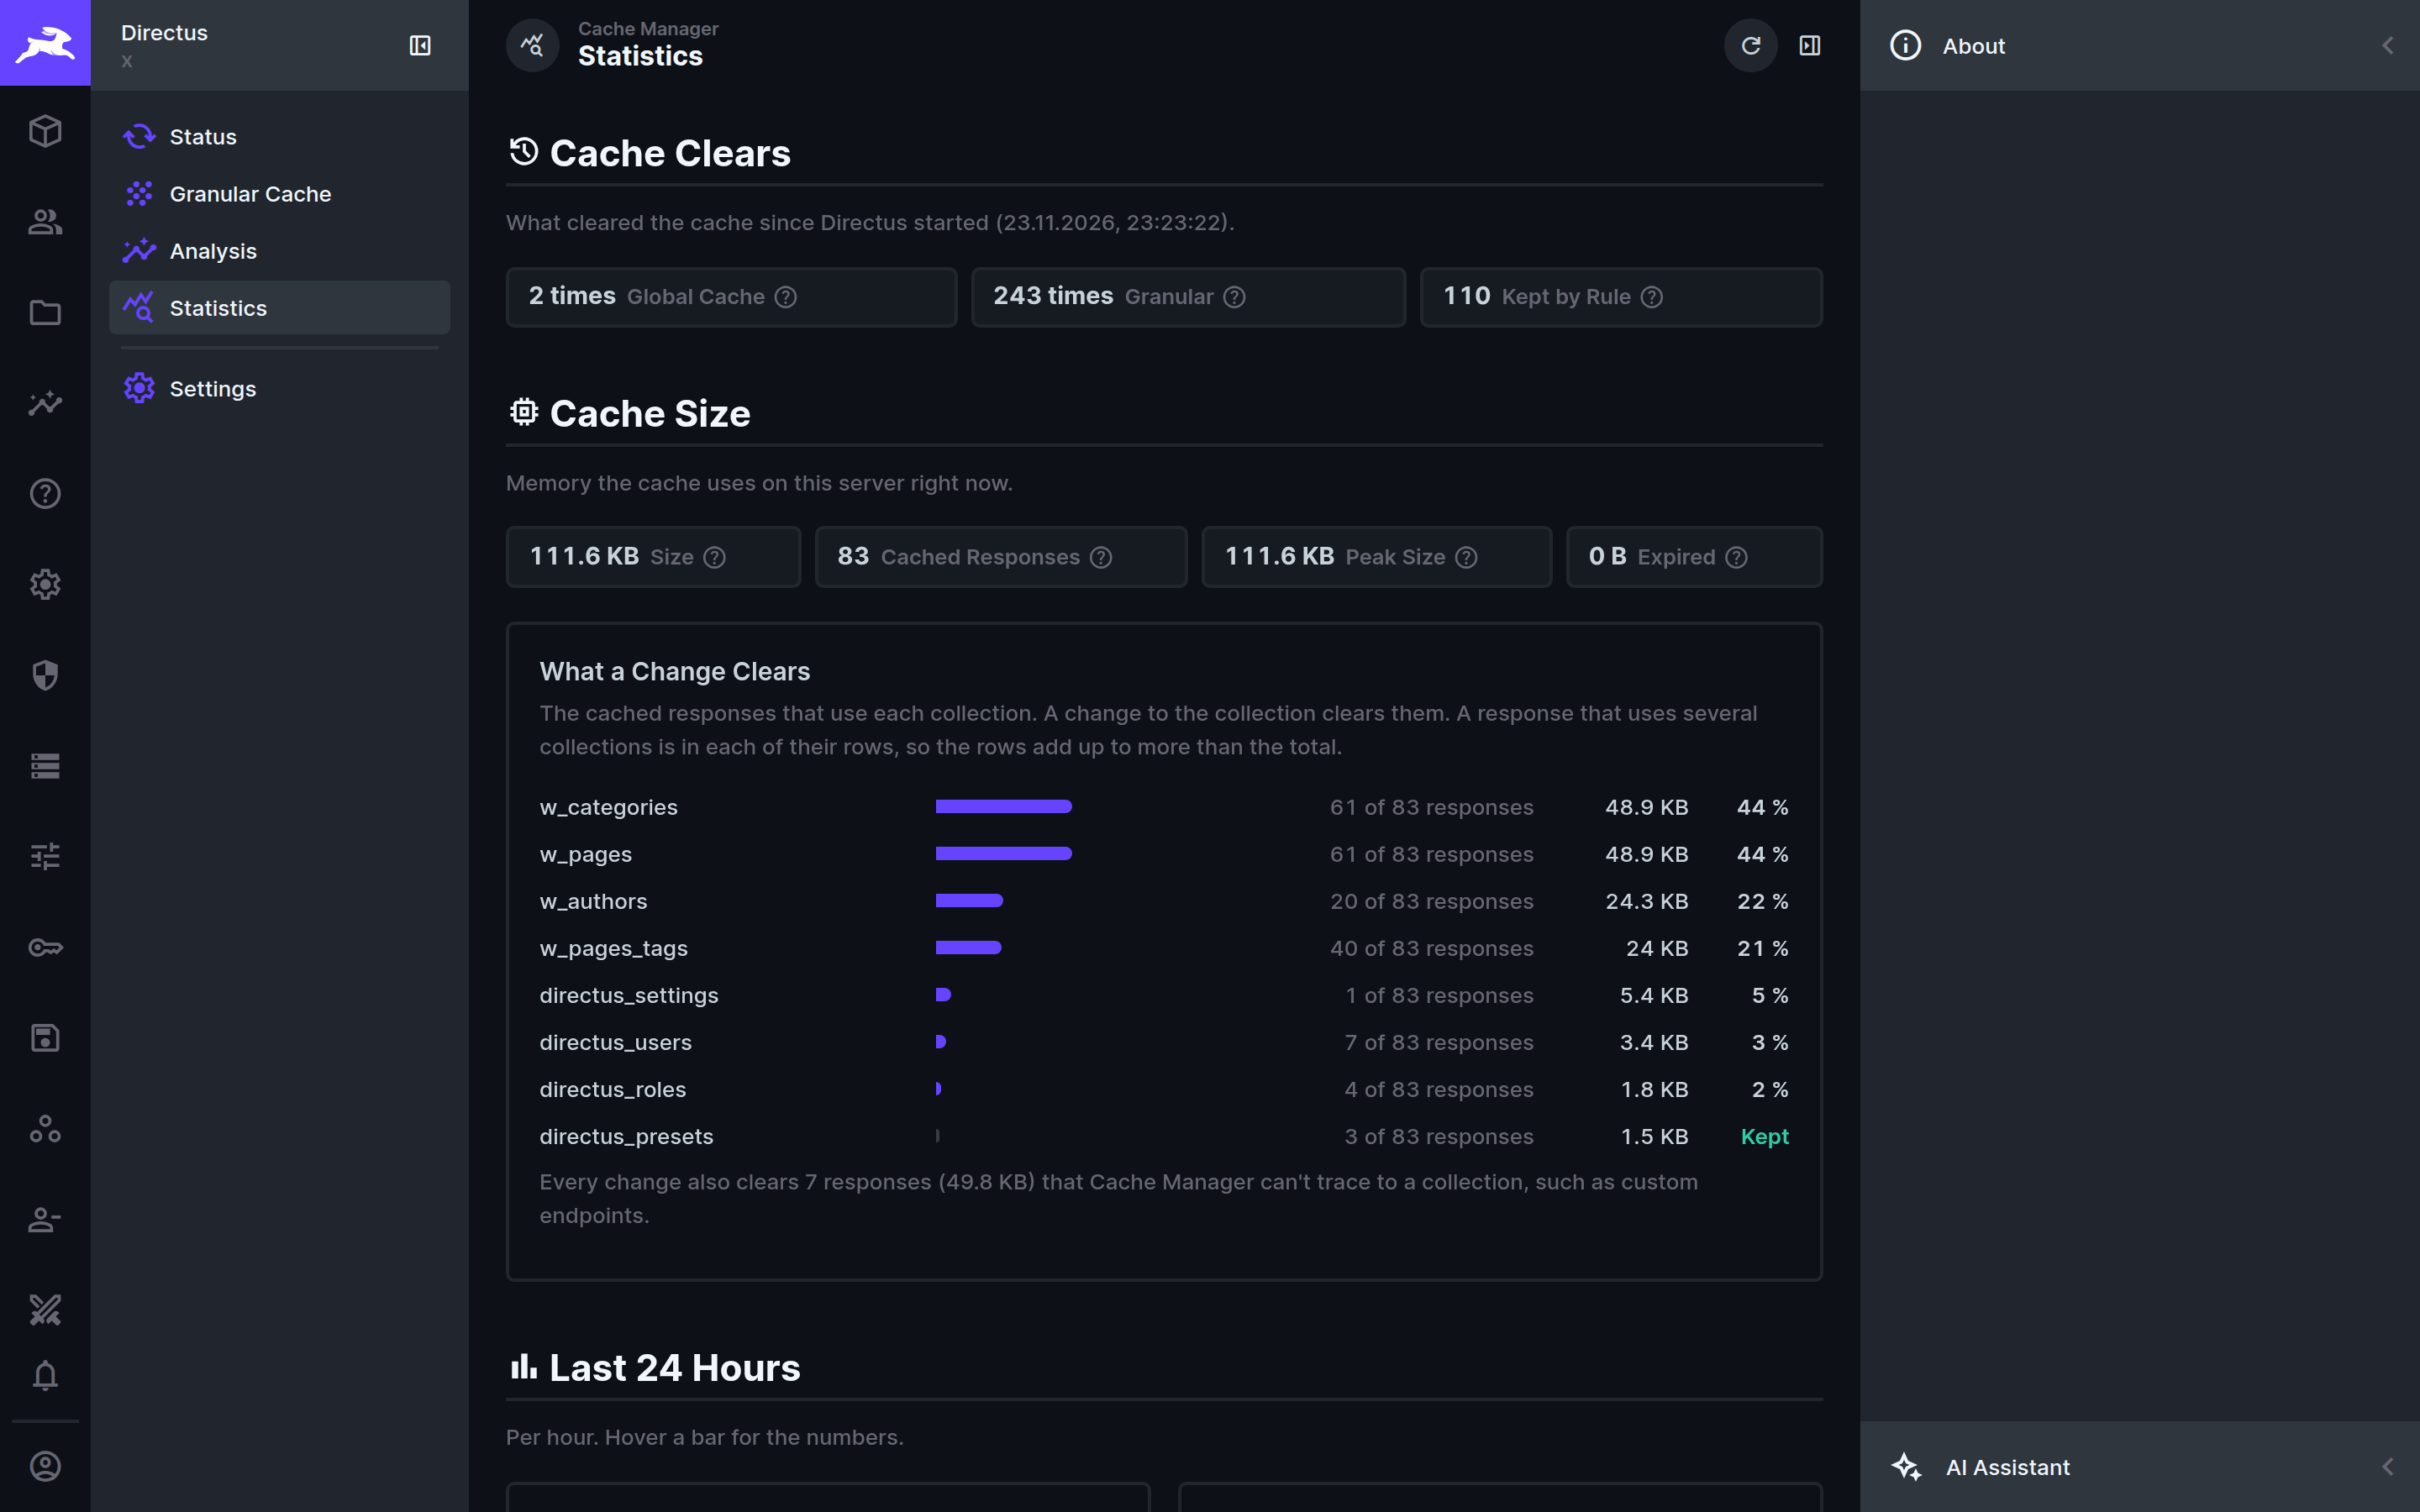 Directus
X
Status
Granular Cache
Analysis
Statistics
Settings
Cache Manager
Statistics
Cache Clears
What cleared the cache since Directus started (23.11.2026, 23:23:22).
2 times Global Cache
243 times Granular
110 Kept by Rule
Cache Size
Memory the cache uses on this server right now.
111.6 KB Size
83 Cached Responses
111.6 KB Peak Size
0 B Expired
What a Change Clears
The cached responses that use each collection. A change to the collection clears them. A response that uses several
collections is in each of their rows, so the rows add up to more than the total.
w_categories 61 of 83 responses 48.9 KB 44 %
w_pages 61 of 83 responses 48.9 KB 44 %
w_authors 20 of 83 responses 24.3 KB 22 %
w_pages_tags 40 of 83 responses 24 KB 21 %
directus_settings 1 of 83 responses 5.4 KB 5 %
directus_users 7 of 83 responses 3.4 KB 3 %
directus_roles 4 of 83 responses 1.8 KB 2 %
directus_presets 3 of 83 responses 1.5 KB Kept
Every change also clears 7 responses (49.8 KB) that Cache Manager can't trace to a collection, such as custom
endpoints.
Last 24 Hours
Per hour. Hover a bar for the numbers.
About
AI Assistant